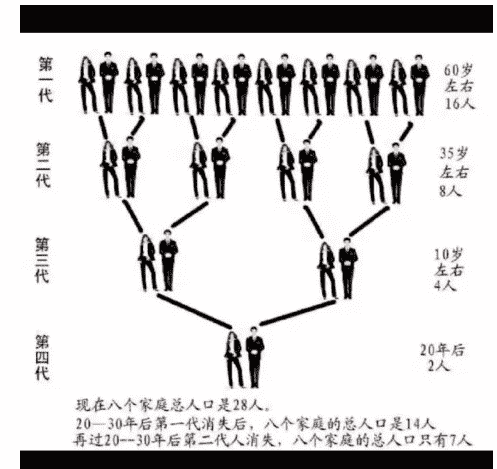 第一代
60岁
左右
16人
第二代
35岁
左右
8人
第三代
10岁
左右
4人
第四代
20年后
2人
现在八个家庭总人口是28人。
20—30年后第一代消失后，八个家庭的总人口是14人
再过20--30年后第二代人消失，八个家庭的总人口只有7人